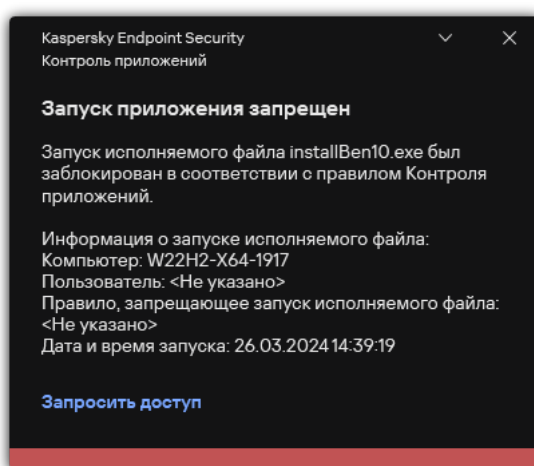 Kaspersky Endpoint Security
Контроль приложений
Запуск приложения запрещен
Запуск исполняемого файла installBen10.exe был
заблокирован в соответствии с правилом Контроля
приложений.
Информация о запуске исполняемого файла:
Компьютер: W22H2-X64-1917
Пользователь: <Не указано>
Правило, запрещающее запуск исполняемого файла:
<Не указано>
Дата и время запуска: 26.03.2024 14:39:19
Запросить доступ